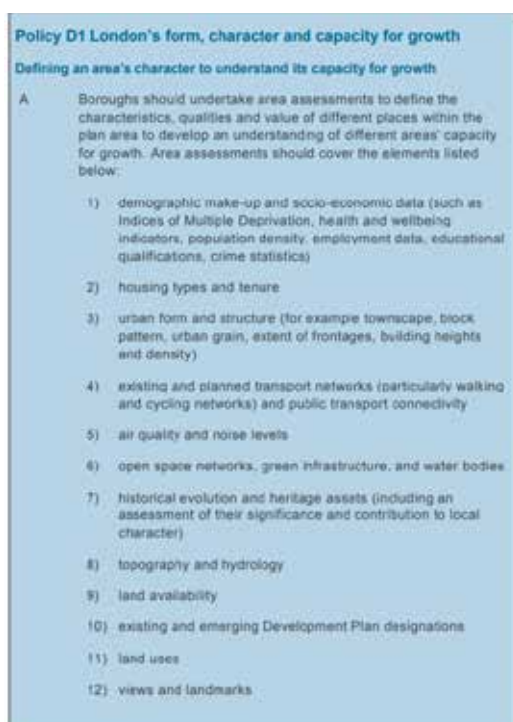 Policy D1 London's form, character and capacity for growth
Defining an area's character to understand its capacity for growth
A Boroughs should undertake area assessments to define the
characteristics, qualities and value of different places within the
plan area to develop an understanding of different areas' capacity
for growth. Area assessments should cover the elements listed
below:
1) demographic make-up and socio-economic data (such as
Indices of Multiple Deprivation, health and wellbeing
indicators, population density, employment data, educational
qualifications, crime statistics)
2) housing types and tenure
3) urban form and structure (for example townscape, block
pattern, urban grain, extent of frontages, building heights
and density)
4) existing and planned transport networks (particularly walking
and cycling networks) and public transport connectivity
5) air quality and noise levels
6) open space networks, green infrastructure, and water bodies
7) historical evolution and heritage assets (including an
assessment of their significance and contribution to local
character)
8) topography and hydrology
9) land availability
10) existing and emerging Development Plan designations
11) land uses
12) views and landmarks